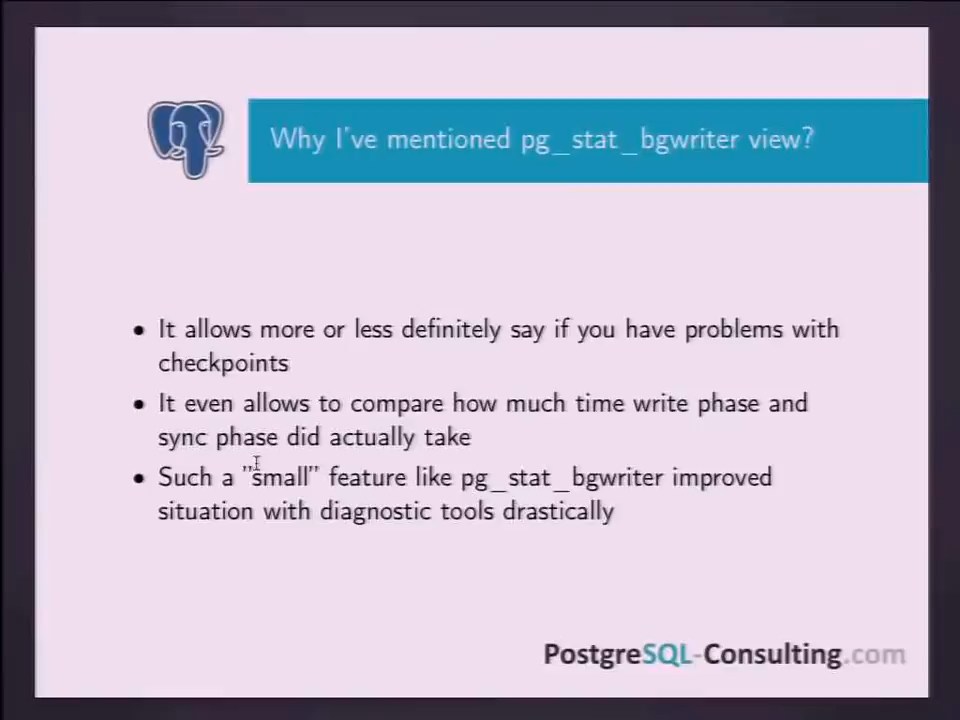 Why I've mentioned pg_stat_bgwriter view?
• It allows more or less definitely say if you have problems with
checkpoints
• It even allows to compare how much time write phase and
sync phase did actually take
• Such a "small" feature like pg_stat_bgwriter improved
situation with diagnostic tools drastically
PostgreSQL-Consulting.com